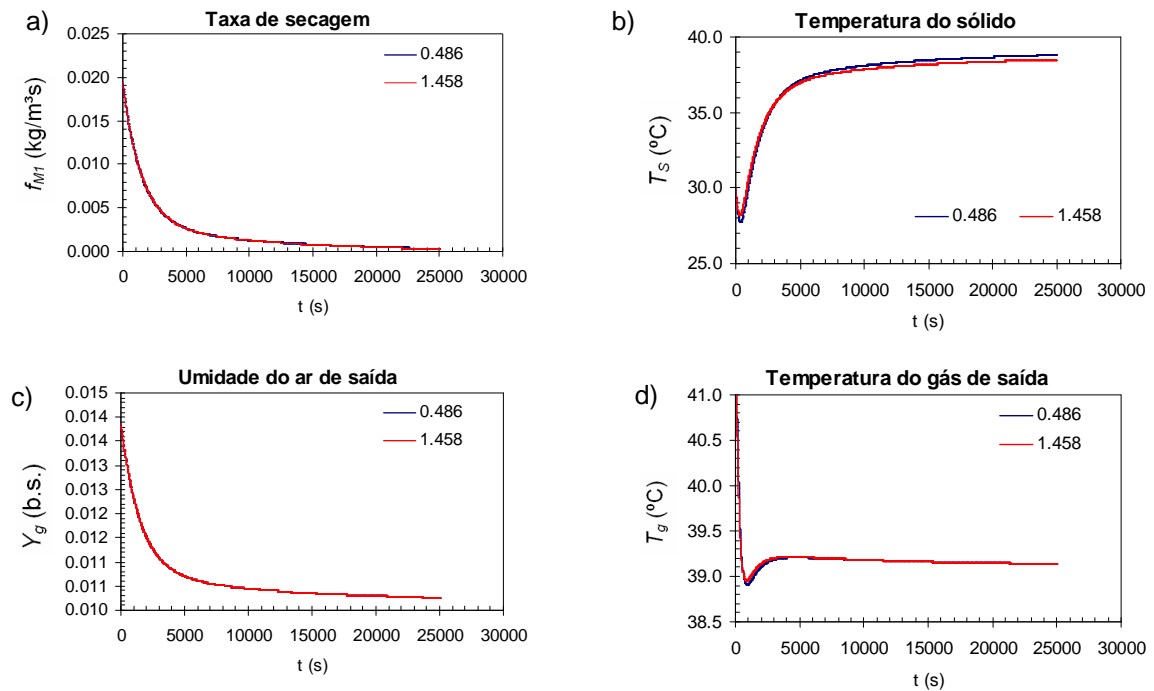 a)
Taxa de secagem
0.025
0.020
0.015
0.010
0.005
0.000
f_M1 (kg/m³s)
0.486
1.458
0 5000 10000 15000 20000 25000 30000
t (s)
b)
Temperatura do sólido
40.0
35.0
30.0
25.0
T_S (ºC)
0.486 1.458
0 5000 10000 15000 20000 25000 30000
t (s)
c)
Umidade do ar de saída
0.015
0.014
0.014
0.013
0.013
0.012
0.012
0.011
0.011
0.010
0.010
Y_g (b.s.)
0.486
1.458
0 5000 10000 15000 20000 25000 30000
t (s)
d)
Temperatura do gás de saída
41.0
40.5
40.0
39.5
39.0
38.5
T_g (ºC)
0.486
1.458
0 5000 10000 15000 20000 25000 30000
t (s)